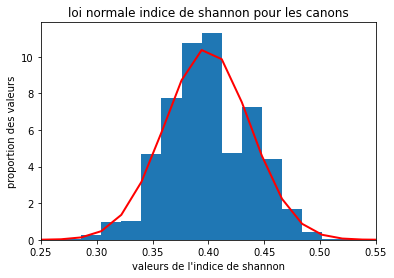 loi normale indice de shannon pour les canons
proportion des valeurs
10
8
6
4
2
0
0.25 0.30 0.35 0.40 0.45 0.50 0.55
valeurs de l'indice de shannon